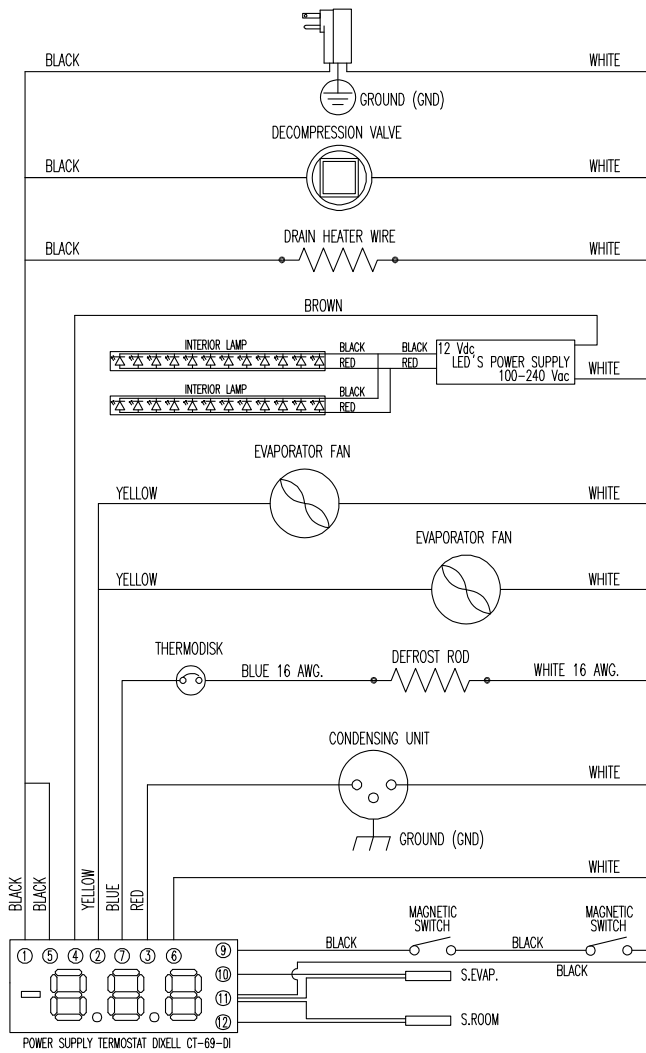 BLACK
WHITE
GROUND (GND)
DECOMPRESSION VALVE
BLACK
WHITE
DRAIN HEATER WIRE
BLACK
WHITE
BROWN
INTERIOR LAMP
BLACK
BLACK
RED
RED
12 Vdc
LED'S POWER SUPPLY
100-240 Vac
WHITE
INTERIOR LAMP
BLACK
RED
EVAPORATOR FAN
YELLOW
WHITE
EVAPORATOR FAN
YELLOW
WHITE
THERMODISK
BLUE 16 AWG.
DEFROST ROD
WHITE 16 AWG.
CONDENSING UNIT
WHITE
GROUND (GND)
BLACK
BLACK
YELLOW
BLUE
RED
WHITE
MAGNETIC
SWITCH
MAGNETIC
SWITCH
BLACK
BLACK
BLACK
1 5 4 2 7 3 6 9
10
11
12
S.EVAP.
S.ROOM
POWER SUPPLY TERMOSTAT DIXELL CT-69-DI